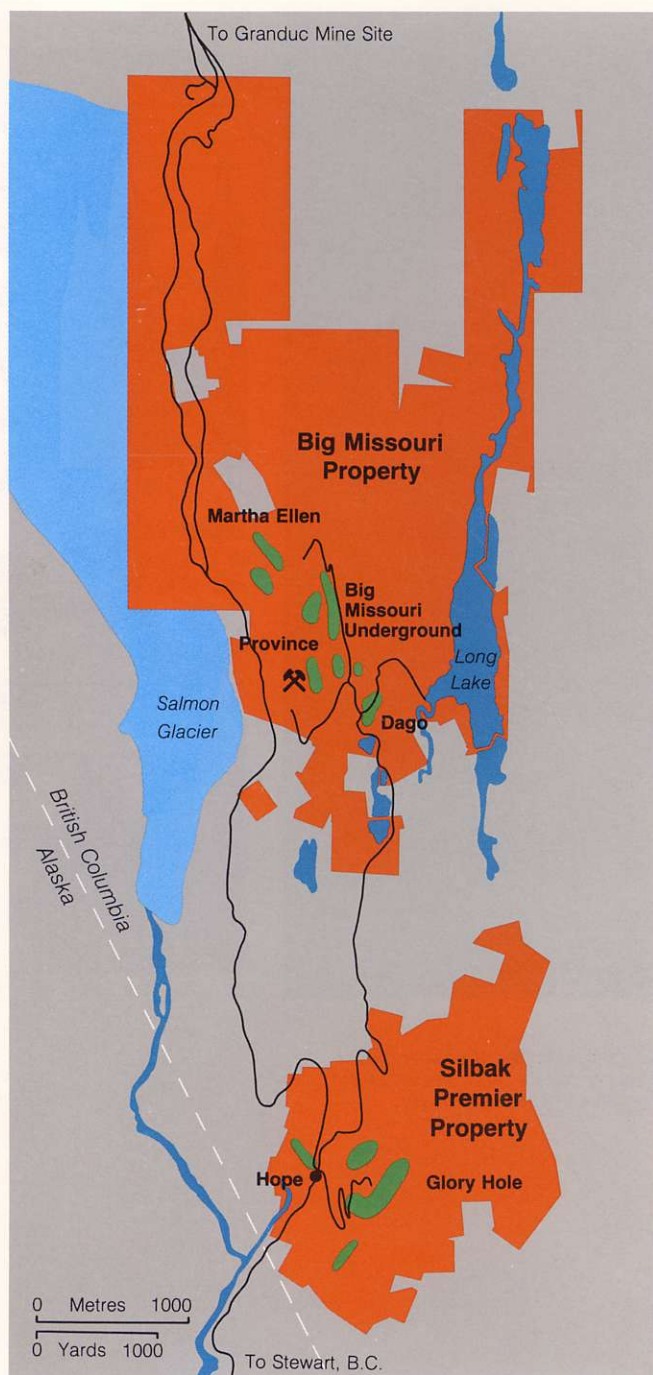 To Granduc Mine Site
Big Missouri
Property
Martha Ellen
Big
Missouri
Underground
Province
Long
Lake
Salmon
Glacier
Dago
British Columbia
Alaska
Silbak
Premier
Property
Hope
Glory Hole
0 Metres 1000
0 Yards 1000
To Stewart, B.C.